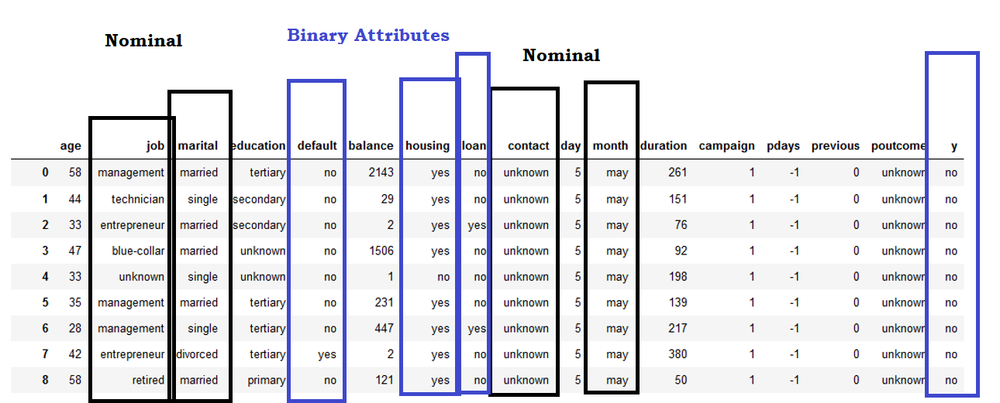 Binary Attributes
Nominal
Nominal
age job marital education default balance housing loan contact day month duration campaign pdays previous poutcome y
0 58 management married tertiary no 2143 yes no unknown 5 may 261 1 -1 0 unknown no
1 44 technician single secondary no 29 yes no unknown 5 may 151 1 -1 0 unknown no
2 33 entrepreneur married secondary no 2 yes yes unknown 5 may 76 1 -1 0 unknown no
3 47 blue-collar married unknown no 1506 yes no unknown 5 may 92 1 -1 0 unknown no
4 33 unknown single unknown no 1 no no unknown 5 may 198 1 -1 0 unknown no
5 35 management married tertiary no 231 yes no unknown 5 may 139 1 -1 0 unknown no
6 28 management single tertiary no 447 yes yes unknown 5 may 217 1 -1 0 unknown no
7 42 entrepreneur divorced tertiary yes 2 yes no unknown 5 may 380 1 -1 0 unknown no
8 58 retired married primary no 121 yes no unknown 5 may 50 1 -1 0 unknown no